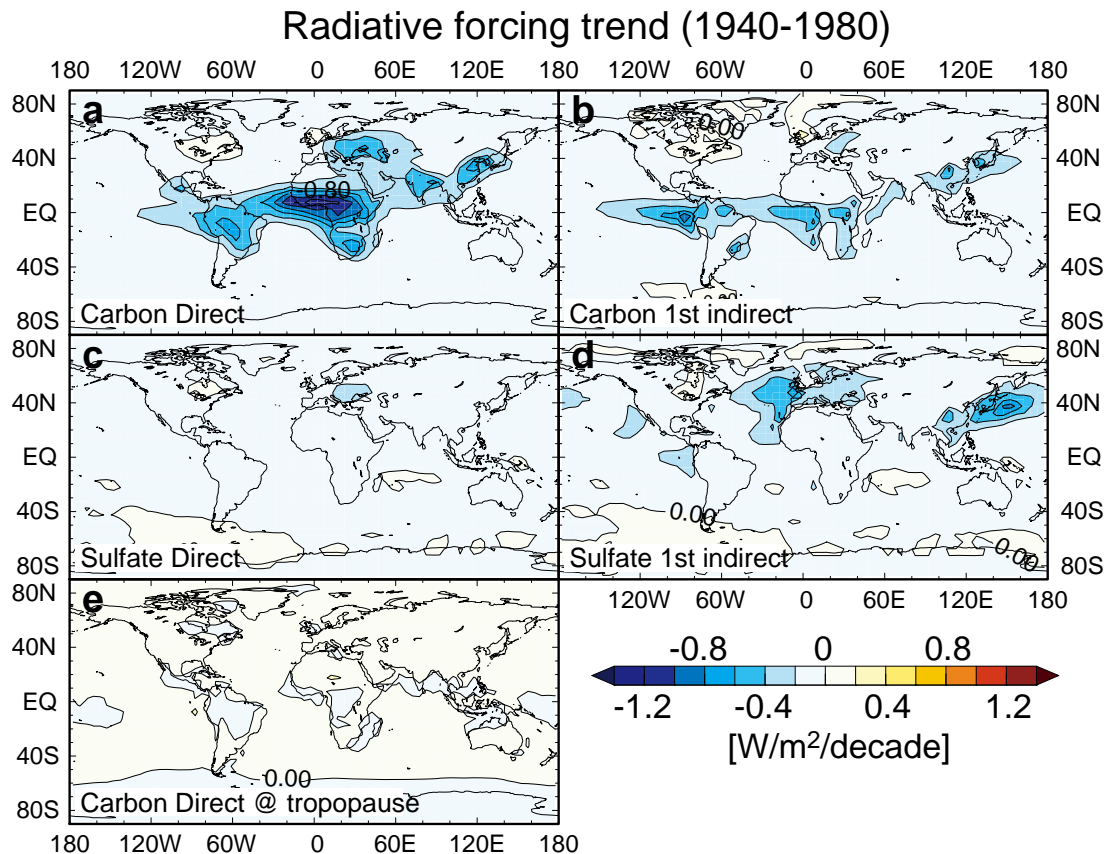 Radiative forcing trend (1940-1980)
180 120W 60W 0 60E 120E 180 120W 60W 0 60E 120E 180
80N a b 80N
0.00
40N 40N
-0.80
EQ EQ
40S 40S
Carbon Direct Carbon 1st indirect
80S 80S
c d 80N
40N 40N
EQ EQ
40S 0.00 40S
Sulfate Direct Sulfate 1st indirect 0.00
80S 80S
e 120W 60W 0 60E 120E 180
40N
-0.8 0 0.8
EQ
-1.2 -0.4 0.4 1.2
40S [W/m2/decade]
0.00
Carbon Direct @ tropopause
80S
180 120W 60W 0 60E 120E 180